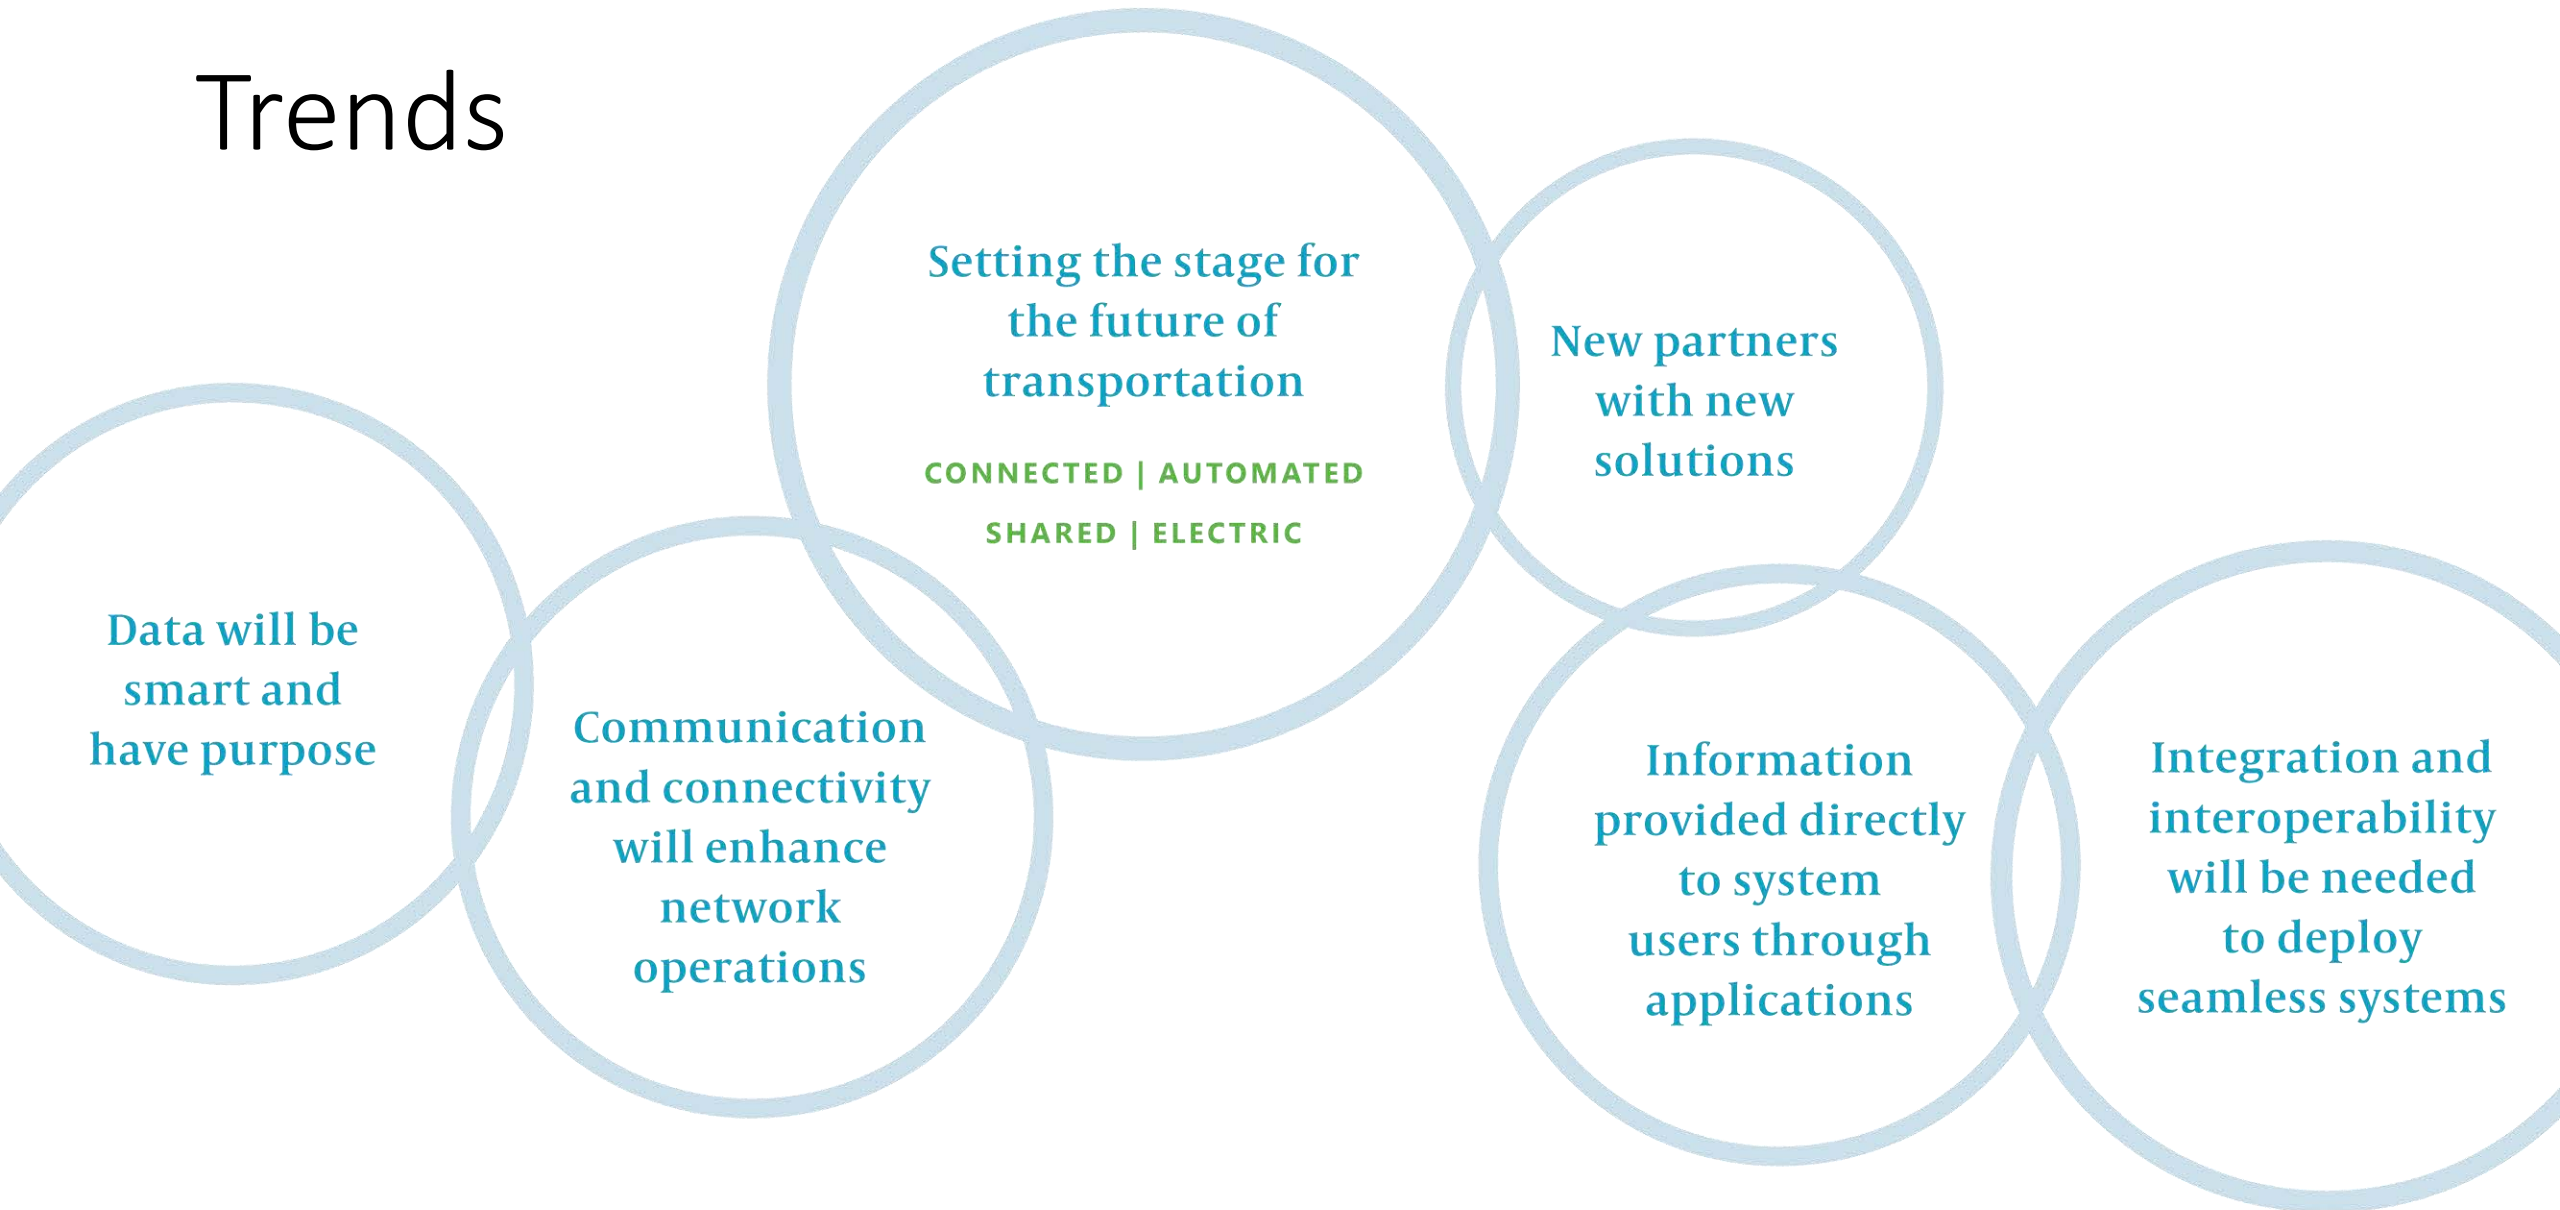 Trends
Data will be
smart and
have purpose
Communication
and connectivity
will enhance
network
operations
Setting the stage for
the future of
transportation
CONNECTED | AUTOMATED
SHARED | ELECTRIC
New partners
with new
solutions
Information
provided directly
to system
users through
applications
Integration and
interoperability
will be needed
to deploy
seamless systems